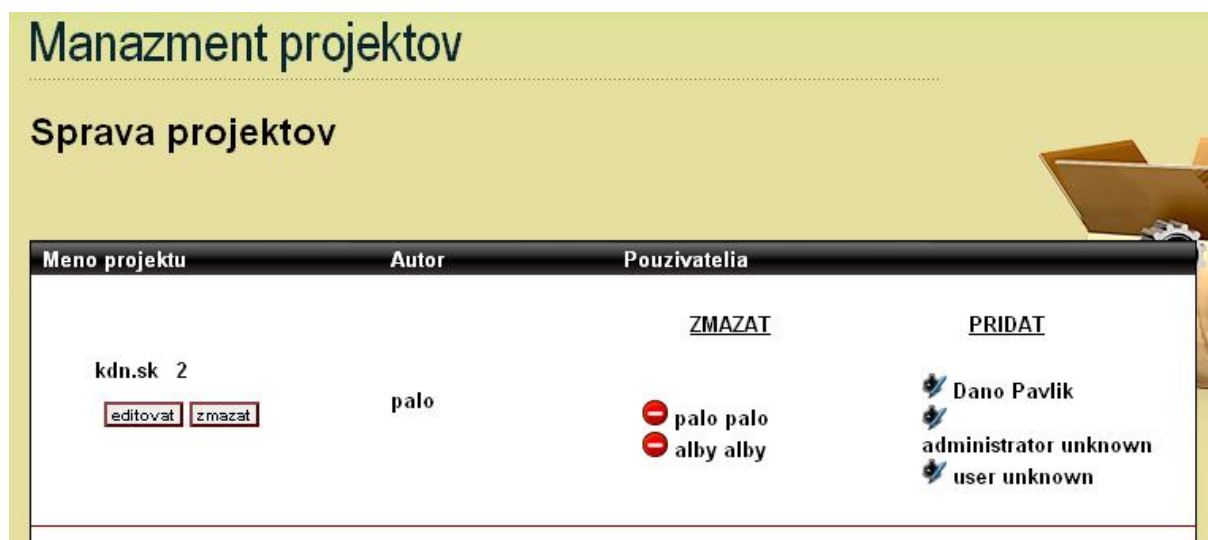 Manazment projektov
Sprava projektov
Meno projektu Autor Pouzivatelia
ZMAZAT PRIDAT
kdn.sk 2
editovat zmazat
palo
palo palo
alby alby
Dano Pavlik
administrator unknown
user unknown